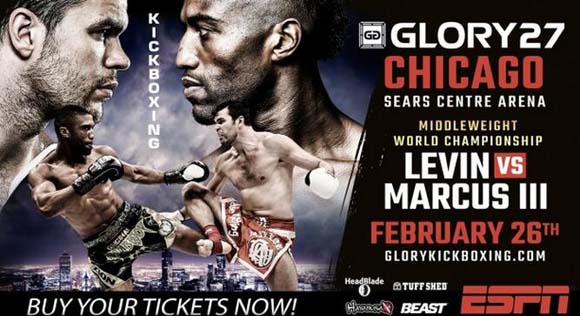 KICKBOXING
G GLORY27
CHICAGO
SEARS CENTRE ARENA
MIDDLEWEIGHT
WORLD CHAMPIONSHIP
LEVIN VS
MARCUS III
FEBRUARY 26TH
GLORYKICKBOXING.COM
HeadBlade
TUFF SHED
Hayabusa
BEAST
ESPN
BUY YOUR TICKETS NOW!